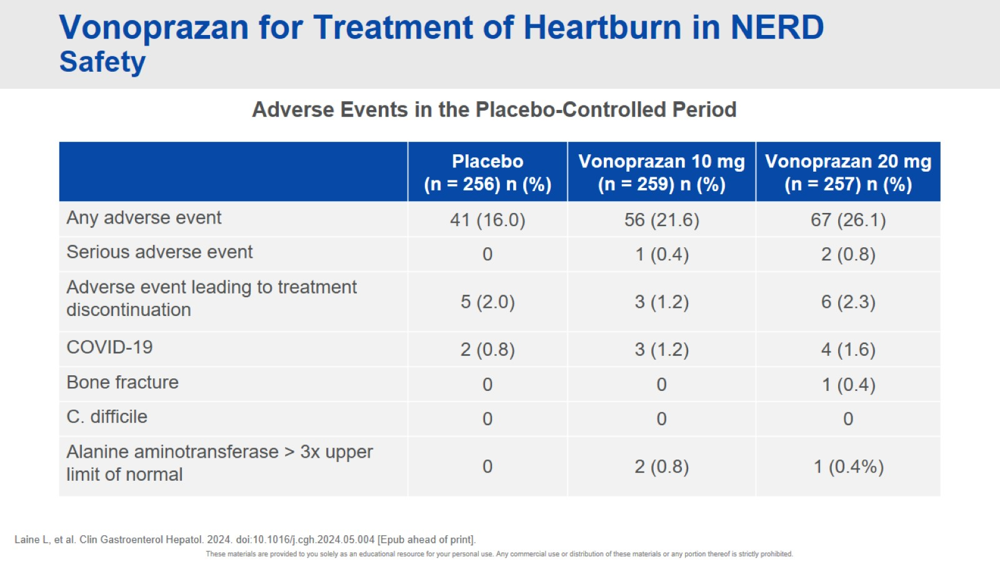 Vonoprazan for Treatment of Heartburn in NERD
Safety
Adverse Events in the Placebo-Controlled Period
Placebo
(n = 256) n (%)
Vonoprazan 10 mg
(n = 259) n (%)
Vonoprazan 20 mg
(n = 257) n (%)
Any adverse event 41 (16.0) 56 (21.6) 67 (26.1)
Serious adverse event 0 1 (0.4) 2 (0.8)
Adverse event leading to treatment
discontinuation 5 (2.0) 3 (1.2) 6 (2.3)
COVID-19 2 (0.8) 3 (1.2) 4 (1.6)
Bone fracture 0 0 1 (0.4)
C. difficile 0 0 0
Alanine aminotransferase > 3x upper
limit of normal 0 2 (0.8) 1 (0.4%)
Laine L, et al. Clin Gastroenterol Hepatol. 2024. doi:10.1016/j.cgh.2024.05.004 [Epub ahead of print].
These materials are provided to you solely as an educational resource for your personal use. Any commercial use or distribution of these materials or any portion thereof is strictly prohibited.